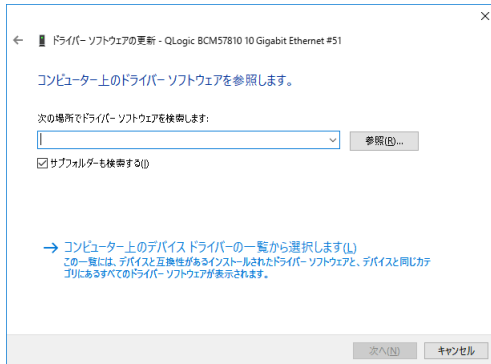 ドライバー ソフトウェアの更新 - QLogic BCM57810 10 Gigabit Ethernet #51
コンピューター上のドライバー ソフトウェアを参照します。
次の場所でドライバー ソフトウェアを検索します:
参照(R)...
サブフォルダーも検索する(I)
コンピューター上のデバイス ドライバーの一覧から選択します(L)
この一覧には、デバイスと互換性があるインストールされたドライバー ソフトウェアと、デバイスと同じカテ
ゴリにあるすべてのドライバー ソフトウェアが表示されます。
次へ(N)
キャンセル